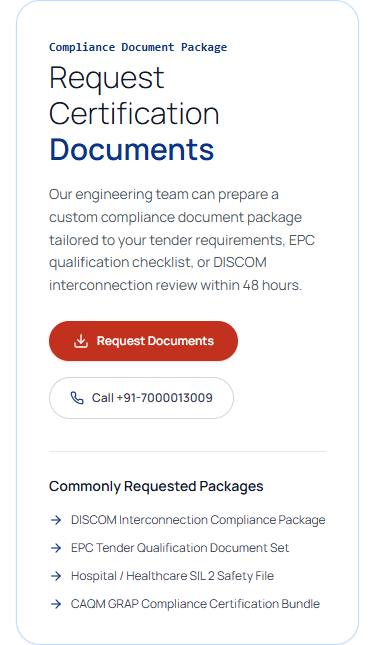 Compliance Document Package
Request
Certification
Documents
Our engineering team can prepare a
custom compliance document package
tailored to your tender requirements, EPC
qualification checklist, or DISCOM
interconnection review within 48 hours.
Request Documents
Call +91-7000013009
Commonly Requested Packages
DISCOM Interconnection Compliance Package
EPC Tender Qualification Document Set
Hospital / Healthcare SIL 2 Safety File
CAQM GRAP Compliance Certification Bundle